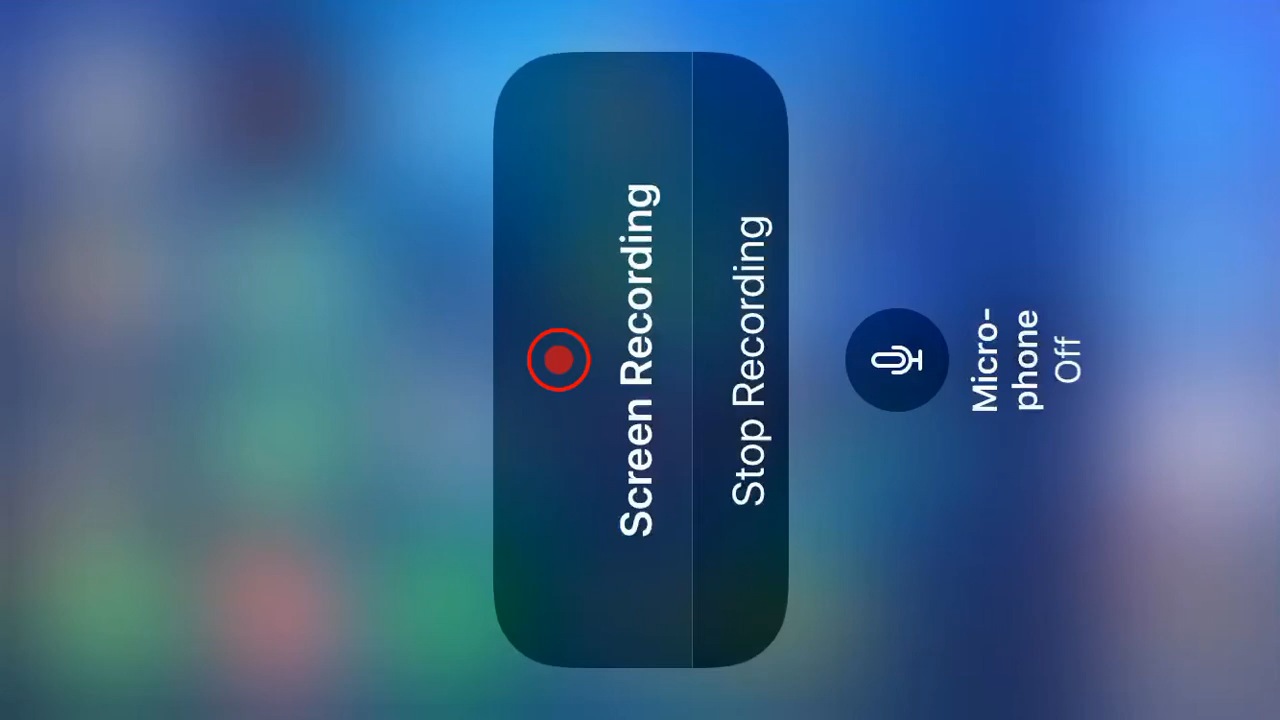 Screen Recording
Stop Recording
Micro-
phone
Off